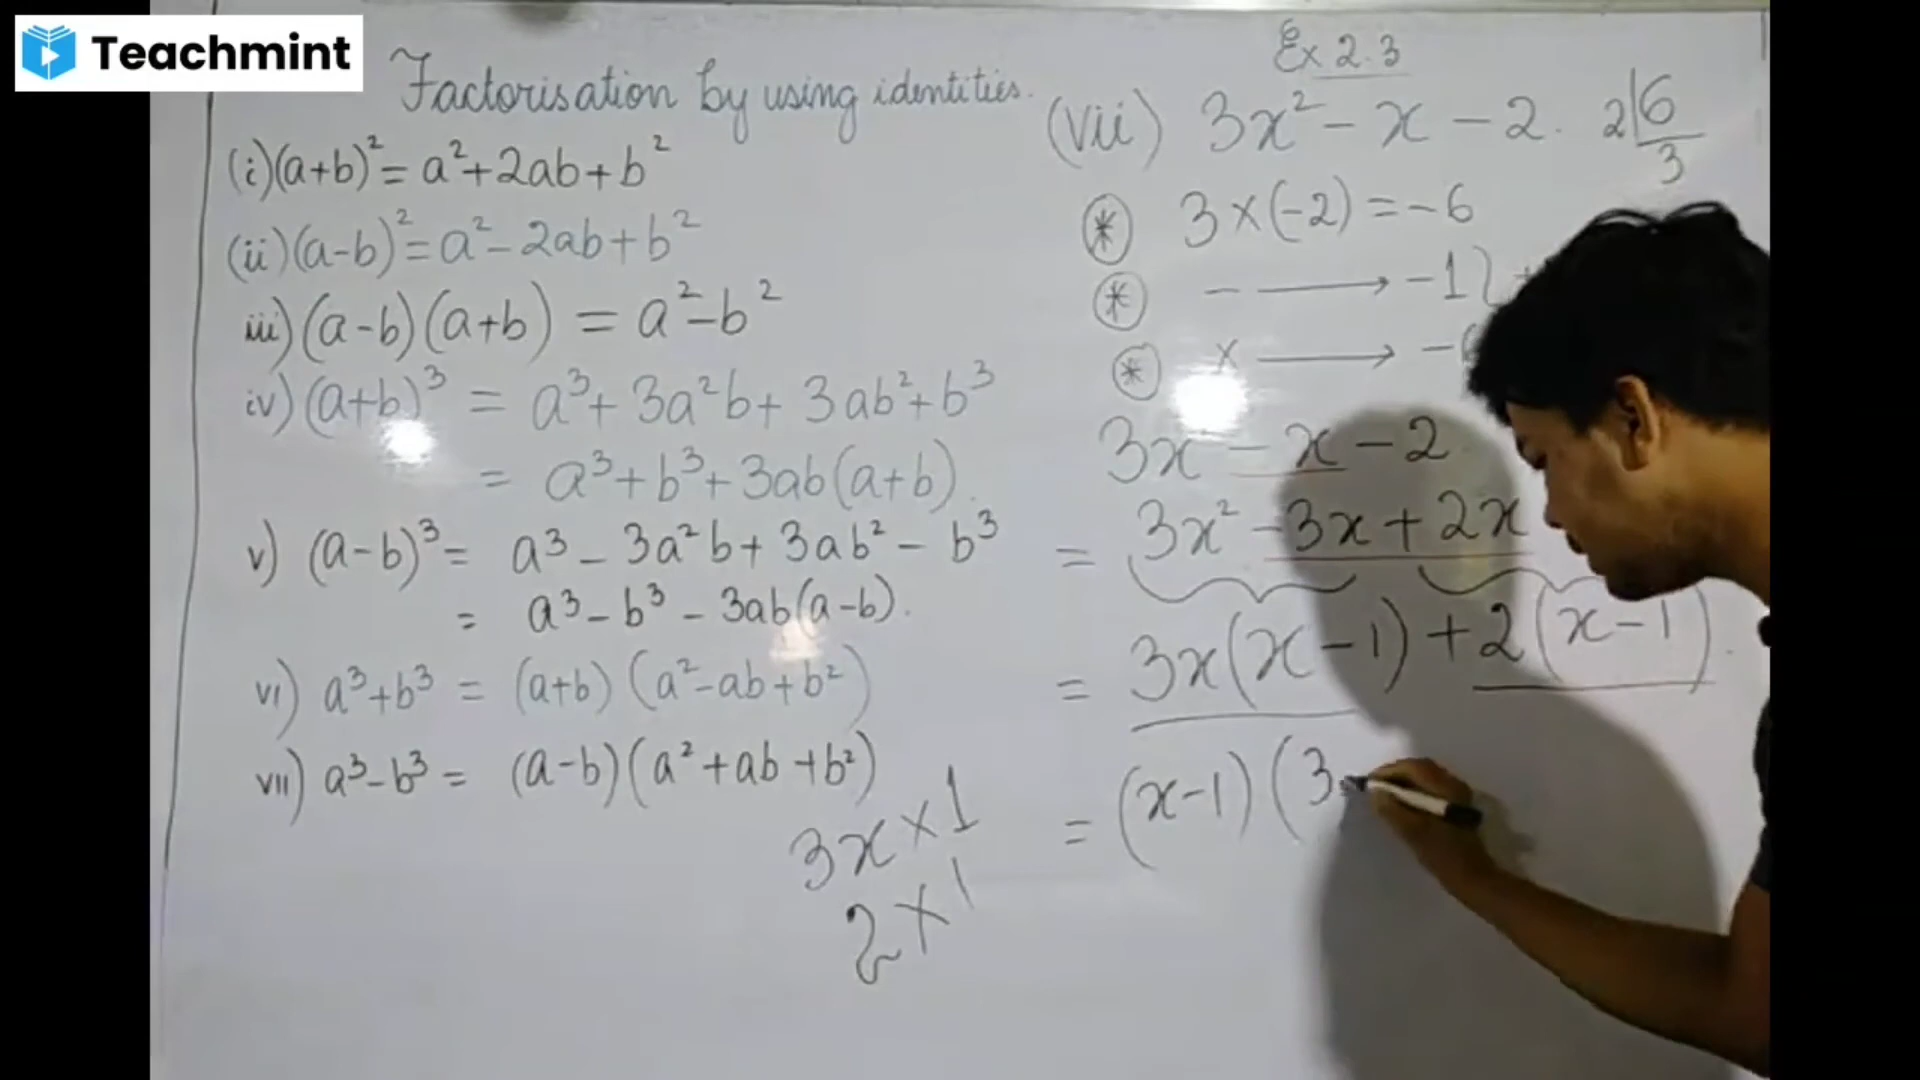 Teachmint
Factorisation by using identities.
(i) (a+b)² = a² + 2ab + b²
(ii) (a-b)² = a² - 2ab + b²
iii) (a-b) (a+b) = a² - b²
iv) (a+b)³ = a³ + 3a²b + 3ab² + b³
= a³ + b³ + 3ab(a+b).
v) (a-b)³ = a³ - 3a²b + 3ab² - b³
= a³ - b³ - 3ab(a-b).
vi) a³+b³ = (a+b) (a²-ab+b²)
vii) a³-b³ = (a-b) (a²+ab+b²)
3x × 1
2 × 1
Ex 2.3
(vii) 3x² - x - 2.
2|6
3
* 3 × (-2) = -6
* - → -1
* × → -6
3x - x - 2
= 3x² - 3x + 2x
= 3x(x-1) + 2(x-1).
= (x-1) (3